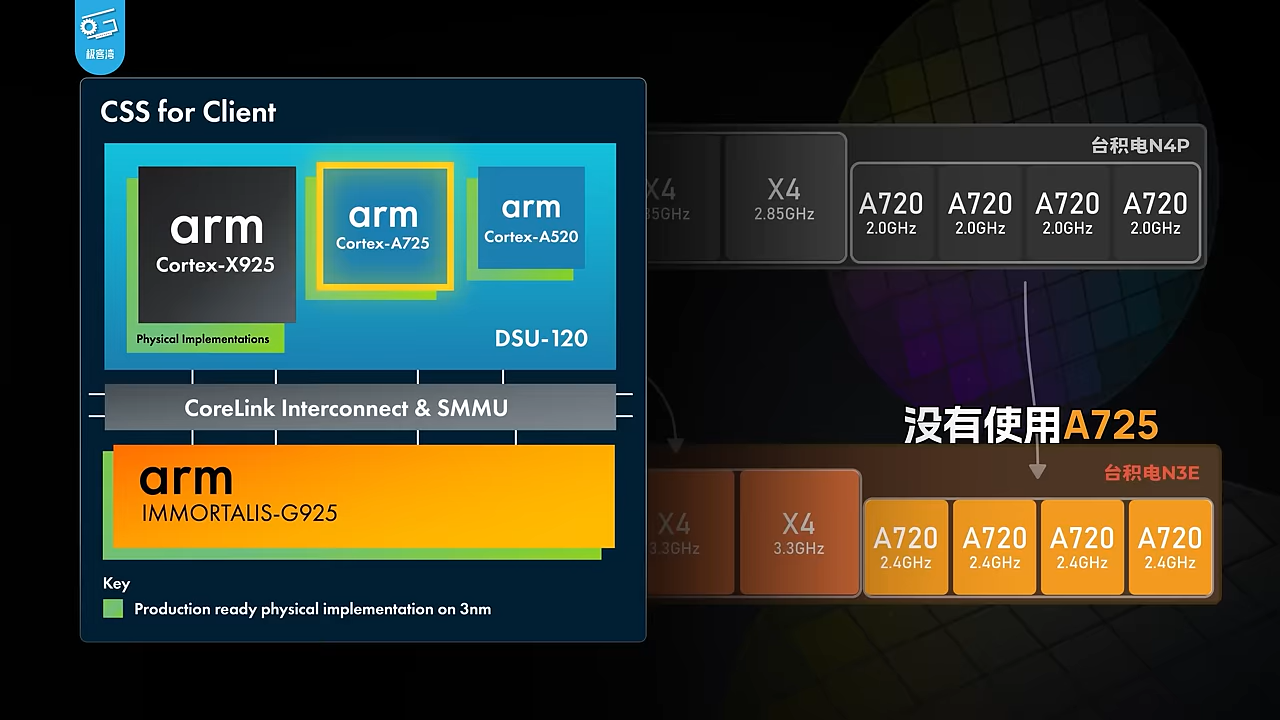 极客湾
CSS for Client
arm
Cortex-X925
arm
Cortex-A725
arm
Cortex-A520
Physical Implementations
DSU-120
CoreLink Interconnect & SMMU
arm
IMMORTALIS-G925
Key
Production ready physical implementation on 3nm
台积电N4P
X4
85GHz
X4
2.85GHz
A720
2.0GHz
A720
2.0GHz
A720
2.0GHz
A720
2.0GHz
没有使用A725
台积电N3E
X4
3.3GHz
X4
3.3GHz
A720
2.4GHz
A720
2.4GHz
A720
2.4GHz
A720
2.4GHz